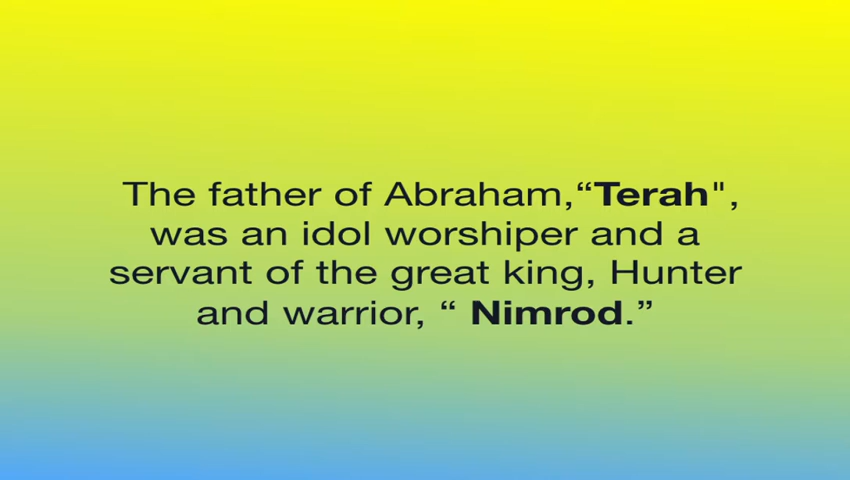 The father of Abraham,“Terah",
was an idol worshiper and a
servant of the great king, Hunter
and warrior, “ Nimrod.”